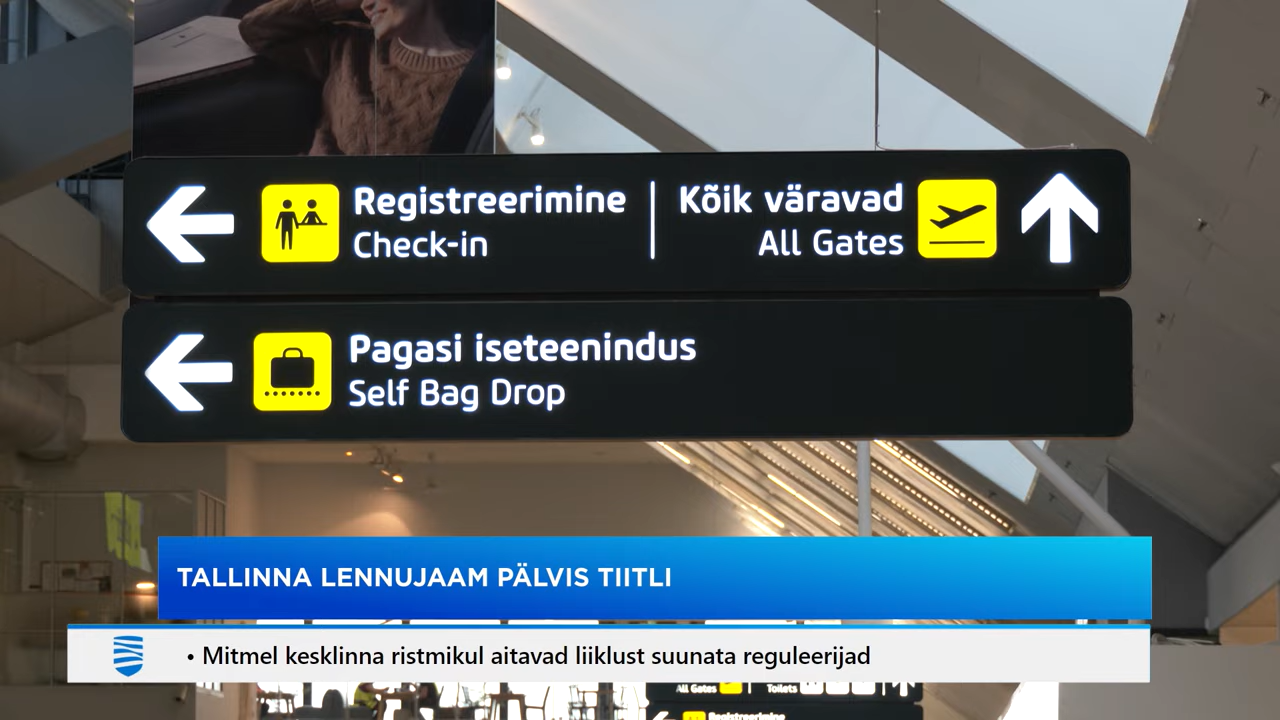 Registreerimine
Check-in
Kõik väravad
All Gates
Pagasi iseteenindus
Self Bag Drop
TALLINNA LENNUJAAM PÄLVIS TIITLI
• Mitmel kesklinna ristmikul aitavad liiklust suunata reguleerijad
All Gates
Toilets
Registreerimine